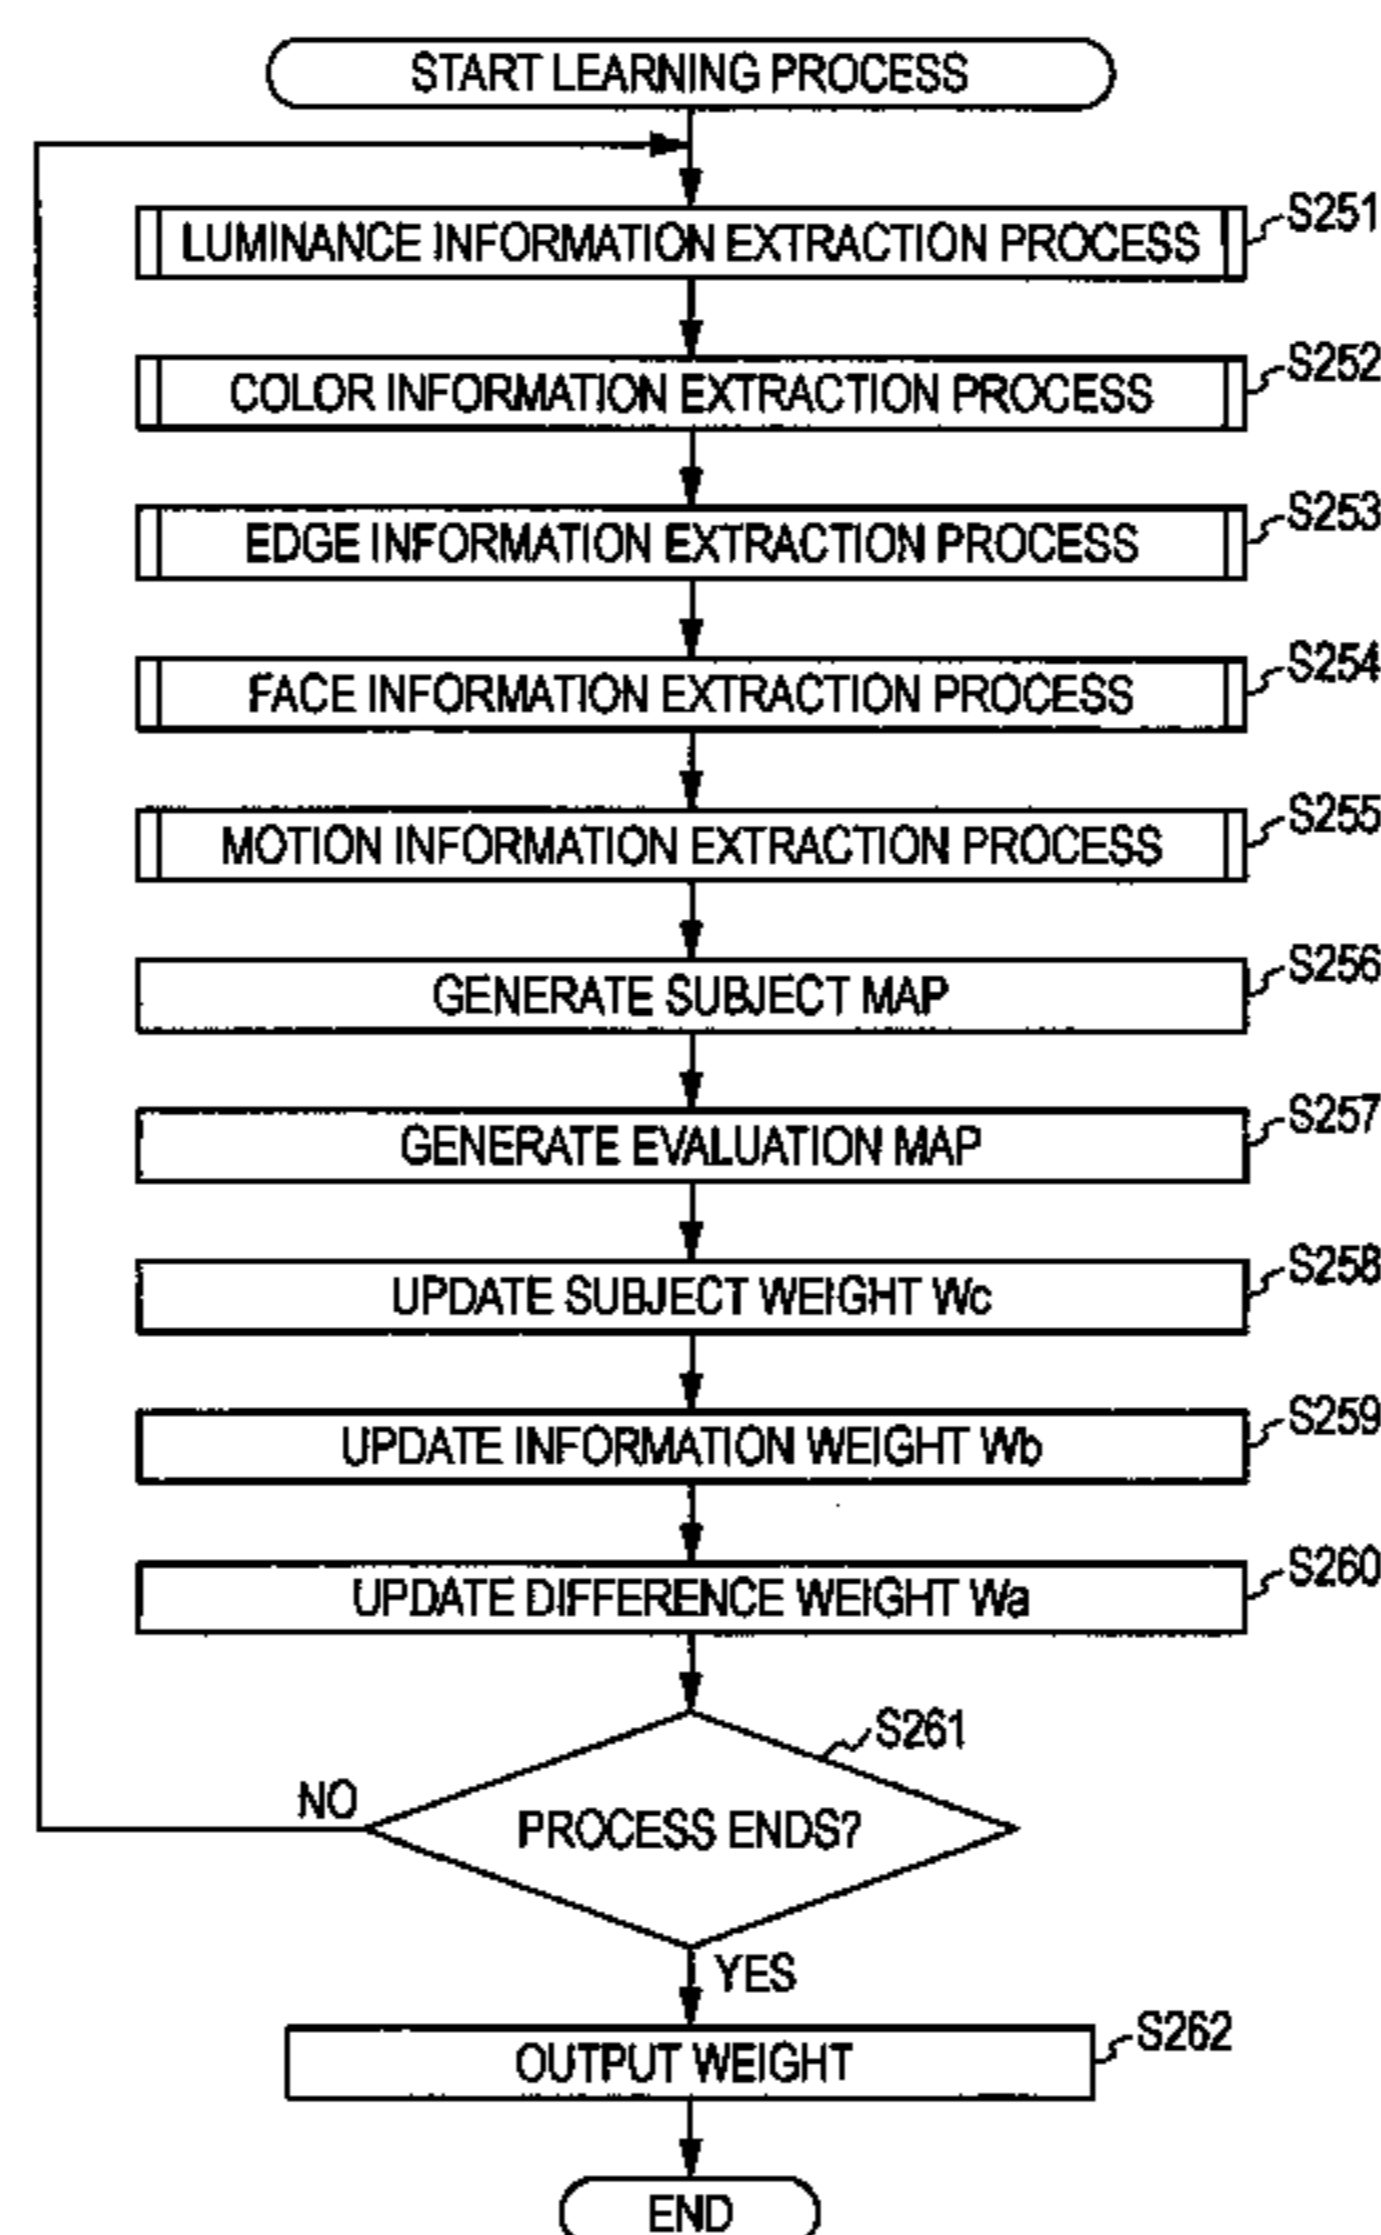 START LEARNING PROCESS
LUMINANCE INFORMATION EXTRACTION PROCESS
S251
COLOR INFORMATION EXTRACTION PROCESS
S252
EDGE INFORMATION EXTRACTION PROCESS
S253
FACE INFORMATION EXTRACTION PROCESS
S254
MOTION INFORMATION EXTRACTION PROCESS
S255
GENERATE SUBJECT MAP
S256
GENERATE EVALUATION MAP
S257
UPDATE SUBJECT WEIGHT Wc
S258
UPDATE INFORMATION WEIGHT Wb
S259
UPDATE DIFFERENCE WEIGHT Wa
S260
S261
NO
PROCESS ENDS?
YES
OUTPUT WEIGHT
S262
END